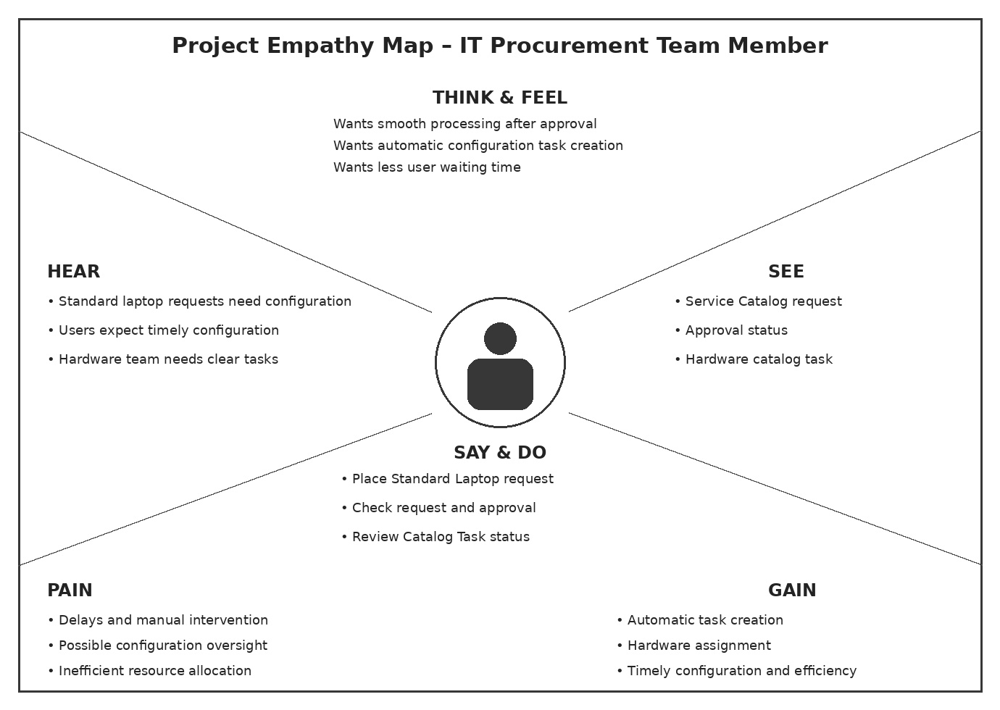 Project Empathy Map – IT Procurement Team Member
THINK & FEEL
Wants smooth processing after approval
Wants automatic configuration task creation
Wants less user waiting time
HEAR
• Standard laptop requests need configuration
• Users expect timely configuration
• Hardware team needs clear tasks
SEE
• Service Catalog request
• Approval status
• Hardware catalog task
SAY & DO
• Place Standard Laptop request
• Check request and approval
• Review Catalog Task status
PAIN
• Delays and manual intervention
• Possible configuration oversight
• Inefficient resource allocation
GAIN
• Automatic task creation
• Hardware assignment
• Timely configuration and efficiency